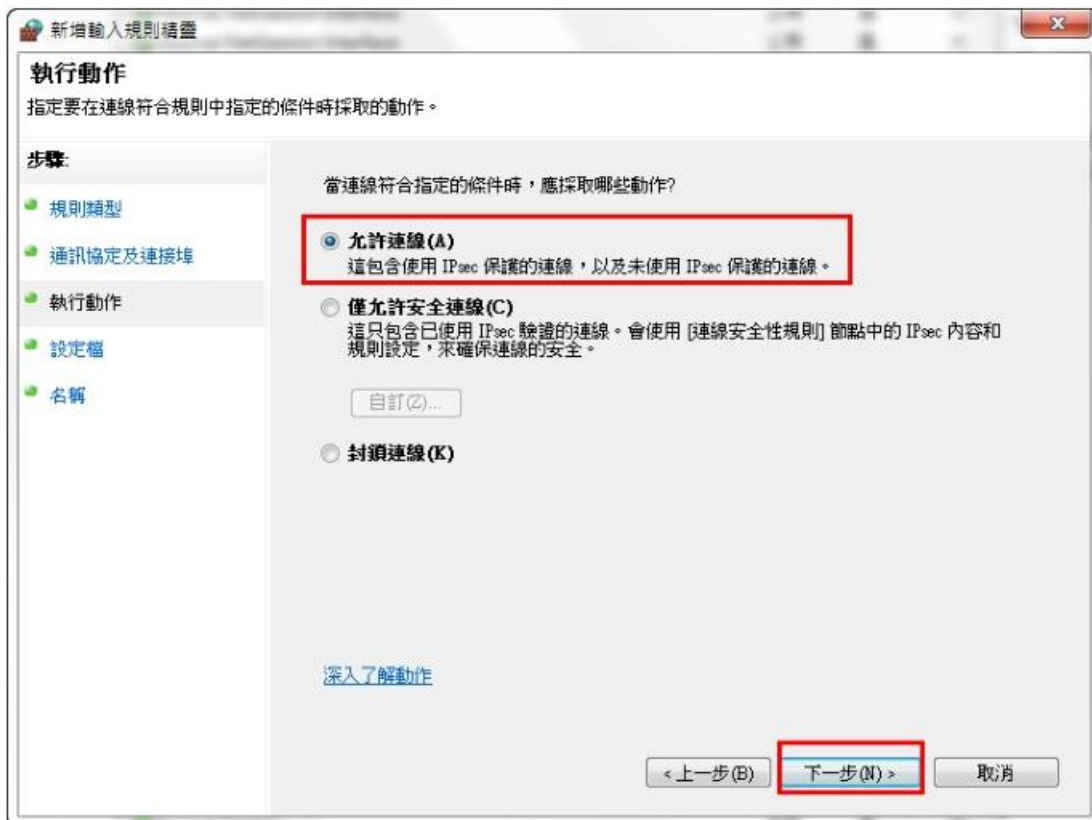 新增輸入規則精靈
執行動作
指定要在連線符合規則中指定的條件時採取的動作。
步驟:
規則類型
通訊協定及連接埠
執行動作
設定檔
名稱
當連線符合指定的條件時，應採取哪些動作?
允許連線(A)
這包含使用 IPsec 保護的連線，以及未使用 IPsec 保護的連線。
僅允許安全連線(C)
這只包含已使用 IPsec 驗證的連線。會使用 [連線安全性規則] 節點中的 IPsec 內容和
規則設定，來確保連線的安全。
自訂(Z)...
封鎖連線(K)
深入了解動作
<上一步(B)
下一步(N) >
取消